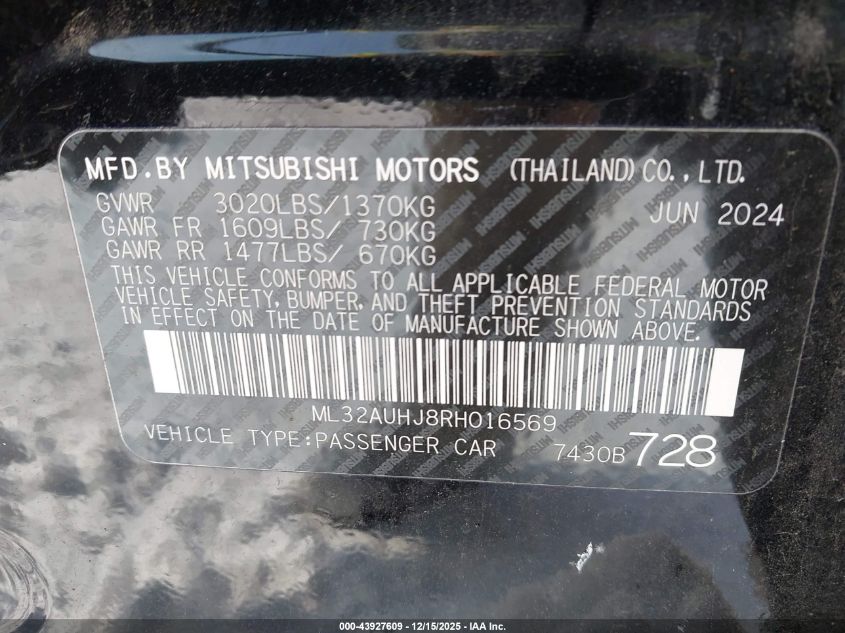 MFD.BY MITSUBISHI MOTORS (THAILAND)CO.,LTD.
GVWR 3020LBS/1370KG JUN 2024
GAWR FR 1609LBS/ 730KG
GAWR RR 1477LBS/ 670KG
THIS VEHICLE CONFORMS TO ALL APPLICABLE FEDERAL MOTOR
VEHICLE SAFETY, BUMPER, AND THEFT PREVENTION STANDARDS
IN EFFECT ON THE DATE OF MANUFACTURE SHOWN ABOVE.
ML32AUHJ8RH016569
VEHICLE TYPE:PASSENGER CAR 7430B 728
000-43927609 - 12/15/2025 - IAA Inc.